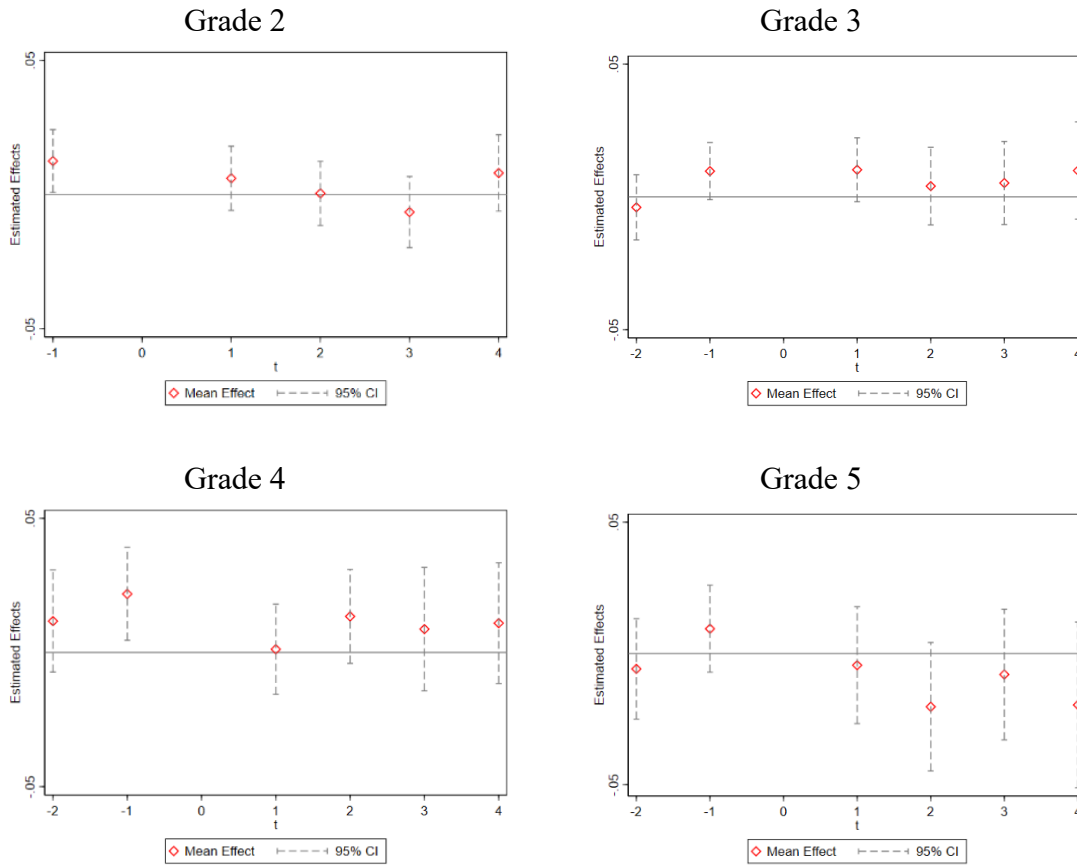 Grade 2
.05
Estimated Effects
-.05
-1 0 1 2 3 4
t
Mean Effect 95% CI
Grade 3
.05
Estimated Effects
-.05
-2 -1 0 1 2 3 4
t
Mean Effect 95% CI
Grade 4
.05
Estimated Effects
-.05
-2 -1 0 1 2 3 4
t
Mean Effect 95% CI
Grade 5
.05
Estimated Effects
-.05
-2 -1 0 1 2 3 4
t
Mean Effect 95% CI